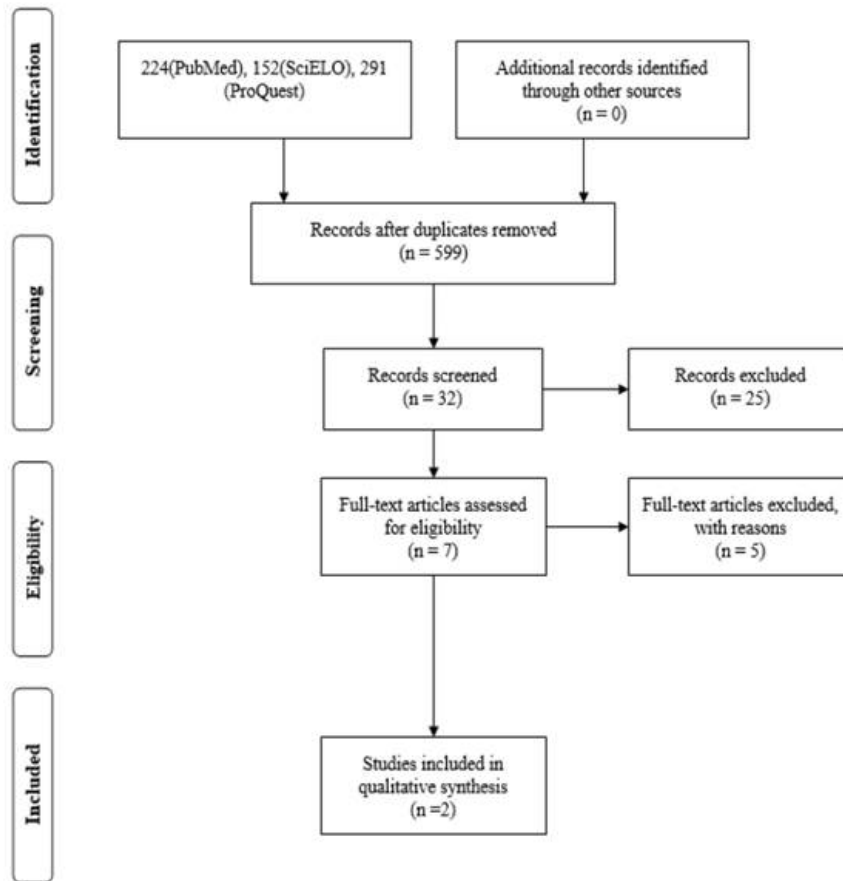 Identification
224(PubMed), 152(SciELO), 291
(ProQuest)
Additional records identified
through other sources
(n = 0)
Records after duplicates removed
(n = 599)
Screening
Records screened
(n = 32)
Records excluded
(n = 25)
Eligibility
Full-text articles assessed
for eligibility
(n = 7)
Full-text articles excluded,
with reasons
(n = 5)
Included
Studies included in
qualitative synthesis
(n =2)